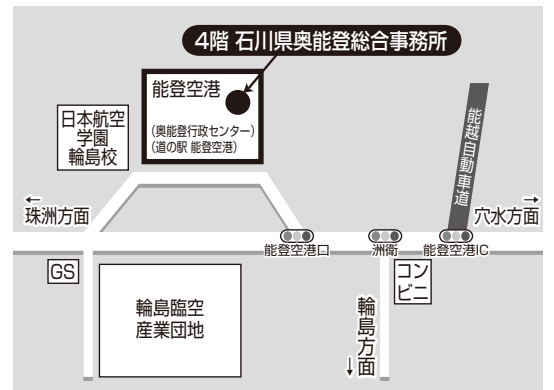 4階 石川県奥能登総合事務所
能登空港
(奥能登行政センター)
(道の駅 能登空港)
日本航空
学園
輪島校
能越自動車道
←
珠洲方面
→
穴水方面
能登空港口
洲衛
能登空港IC
GS
コン
ビニ
輪島臨空
産業団地
輪島方面
↓